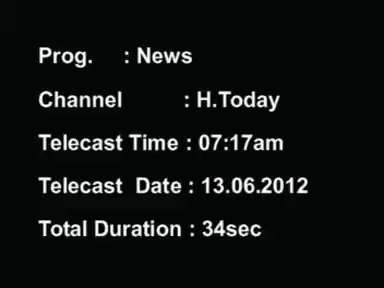 Prog. : News
Channel : H.Today
Telecast Time : 07:17am
Telecast Date : 13.06.2012
Total Duration : 34sec